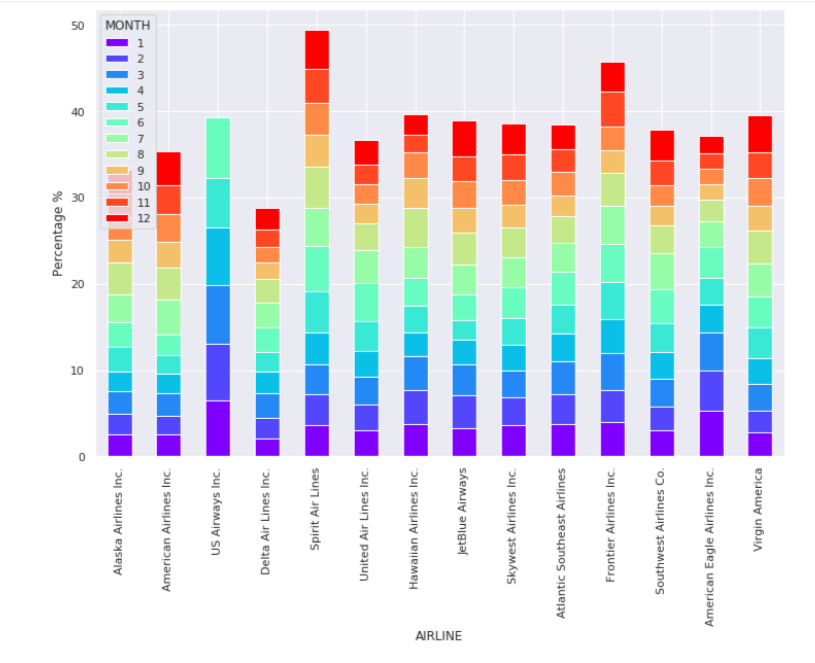 MONTH
1
2
3
4
5
6
7
8
9
10
11
12
50
40
30
20
10
0
Percentage %
Alaska Airlines Inc.
American Airlines Inc.
US Airways Inc.
Delta Air Lines Inc.
Spirit Air Lines
United Air Lines Inc.
Hawaiian Airlines Inc.
JetBlue Airways
Skywest Airlines Inc.
Atlantic Southeast Airlines
Frontier Airlines Inc.
Southwest Airlines Co.
American Eagle Airlines Inc.
Virgin America
AIRLINE